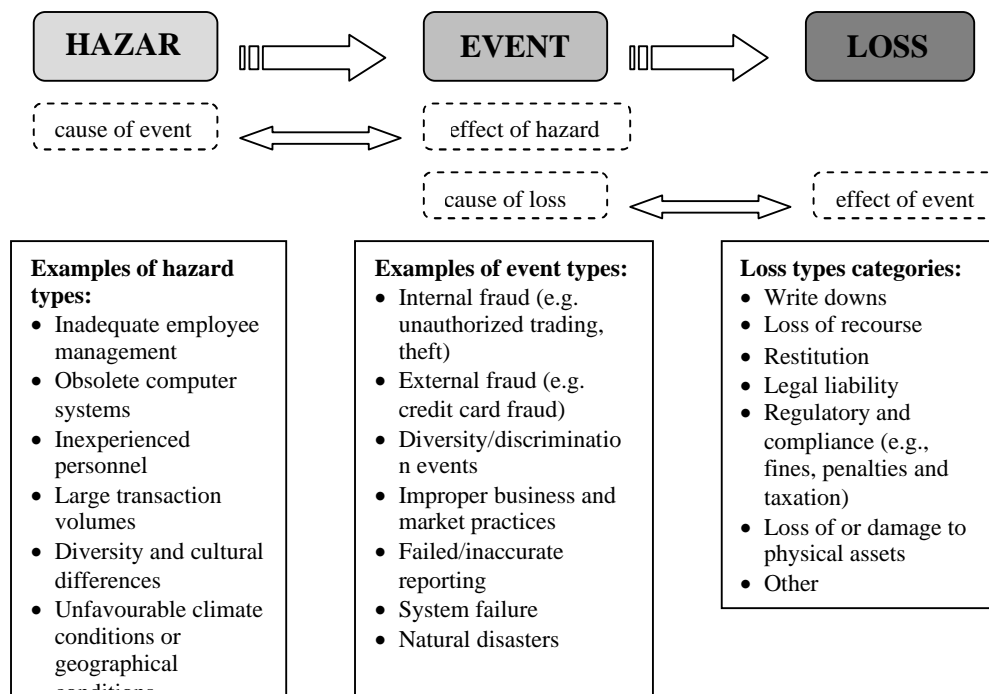 HAZAR
EVENT
LOSS
cause of event
effect of hazard
cause of loss
effect of event
Examples of hazard
types:
• Inadequate employee
management
• Obsolete computer
systems
• Inexperienced
personnel
• Large transaction
volumes
• Diversity and cultural
differences
• Unfavourable climate
conditions or
geographical
Examples of event types:
• Internal fraud (e.g.
unauthorized trading,
theft)
• External fraud (e.g.
credit card fraud)
• Diversity/discriminatio
n events
• Improper business and
market practices
• Failed/inaccurate
reporting
• System failure
• Natural disasters
Loss types categories:
• Write downs
• Loss of recourse
• Restitution
• Legal liability
• Regulatory and
compliance (e.g.,
fines, penalties and
taxation)
• Loss of or damage to
physical assets
• Other